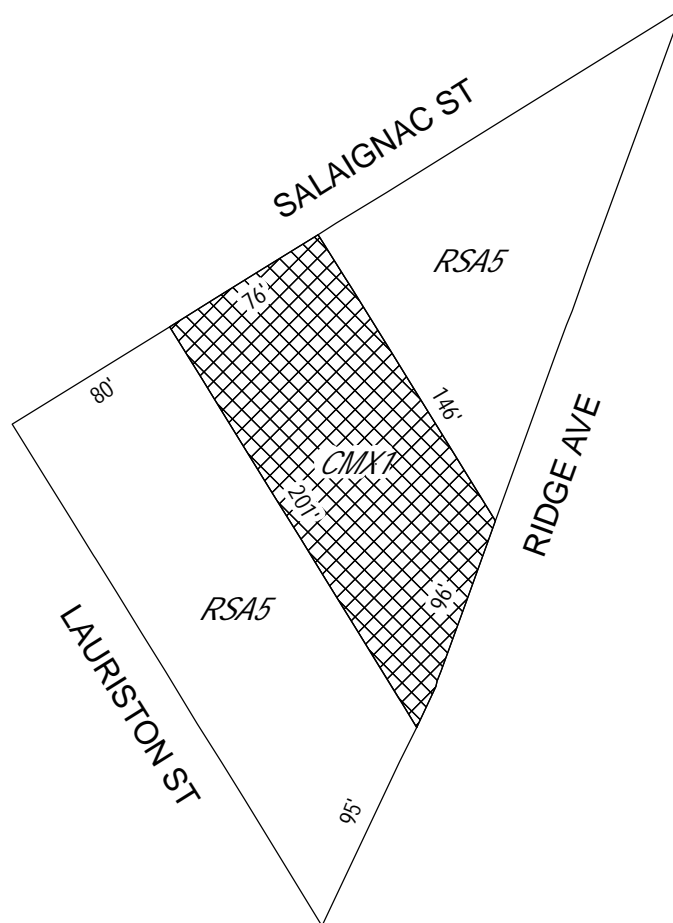 SALAIGNAC ST
RSA5
76'
80'
146'
CMX1
201'
RIDGE AVE
96'
RSA5
LAURISTON ST
95'